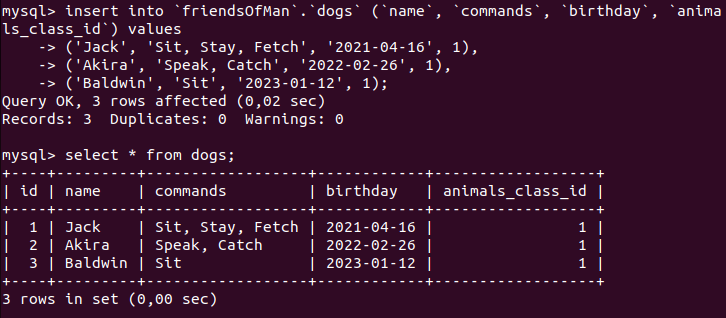 mysql> insert into `friendsOfMan`.`dogs` (`name`, `commands`, `birthday`, `anima
ls_class_id`) values
    -> ('Jack', 'Sit, Stay, Fetch', '2021-04-16', 1),
    -> ('Akira', 'Speak, Catch', '2022-02-26', 1),
    -> ('Baldwin', 'Sit', '2023-01-12', 1);
Query OK, 3 rows affected (0,02 sec)
Records: 3  Duplicates: 0  Warnings: 0

mysql> select * from dogs;
+----+---------+------------------+------------+------------------+
| id | name    | commands         | birthday   | animals_class_id |
+----+---------+------------------+------------+------------------+
|  1 | Jack    | Sit, Stay, Fetch | 2021-04-16 |                1 |
|  2 | Akira   | Speak, Catch     | 2022-02-26 |                1 |
|  3 | Baldwin | Sit              | 2023-01-12 |                1 |
+----+---------+------------------+------------+------------------+
3 rows in set (0,00 sec)